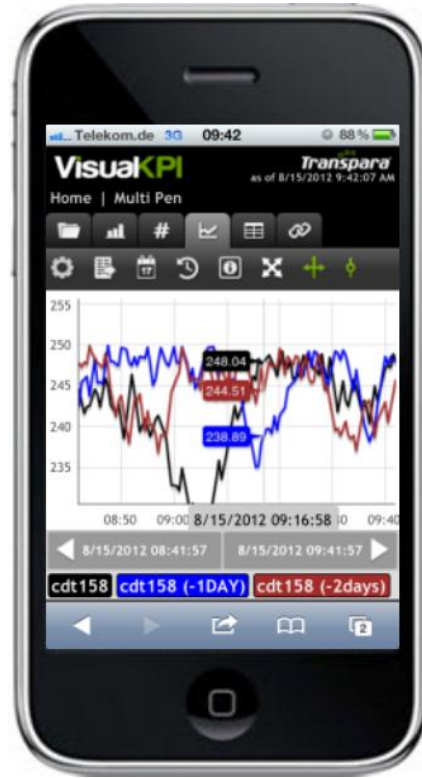 Telekom.de 3G 09:42 88%
VisualKPI Transpara
as of 8/15/2012 9:42:07 AM
Home | Multi Pen
#
17
255
250
248.04
245
244.51
240
238.89
235
08:50 09:00 8/15/2012 09:16:58 09:40
8/15/2012 08:41:57 8/15/2012 09:41:57
cdt158 cdt158 (-1DAY) cdt158 (-2days)
2